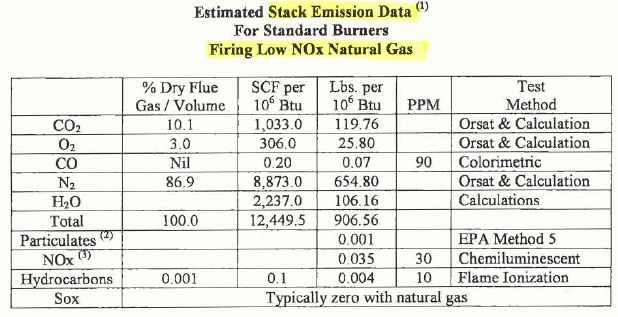 Estimated Stack Emission Data (1)
For Standard Burners
Firing Low NOx Natural Gas
% Dry Flue Gas / Volume SCF per 10⁶ Btu Lbs. per 10⁶ Btu PPM Test Method
CO₂ 10.1 1,033.0 119.76 Orsat & Calculation
O₂ 3.0 306.0 25.80 Orsat & Calculation
CO Nil 0.20 0.07 90 Colorimetric
N₂ 86.9 8,873.0 654.80 Orsat & Calculation
H₂O 2,237.0 106.16 Calculations
Total 100.0 12,449.5 906.56
Particulates (2) 0.001 EPA Method 5
NOx (3) 0.035 30 Chemiluminescent
Hydrocarbons 0.001 0.1 0.004 10 Flame Ionization
Sox Typically zero with natural gas